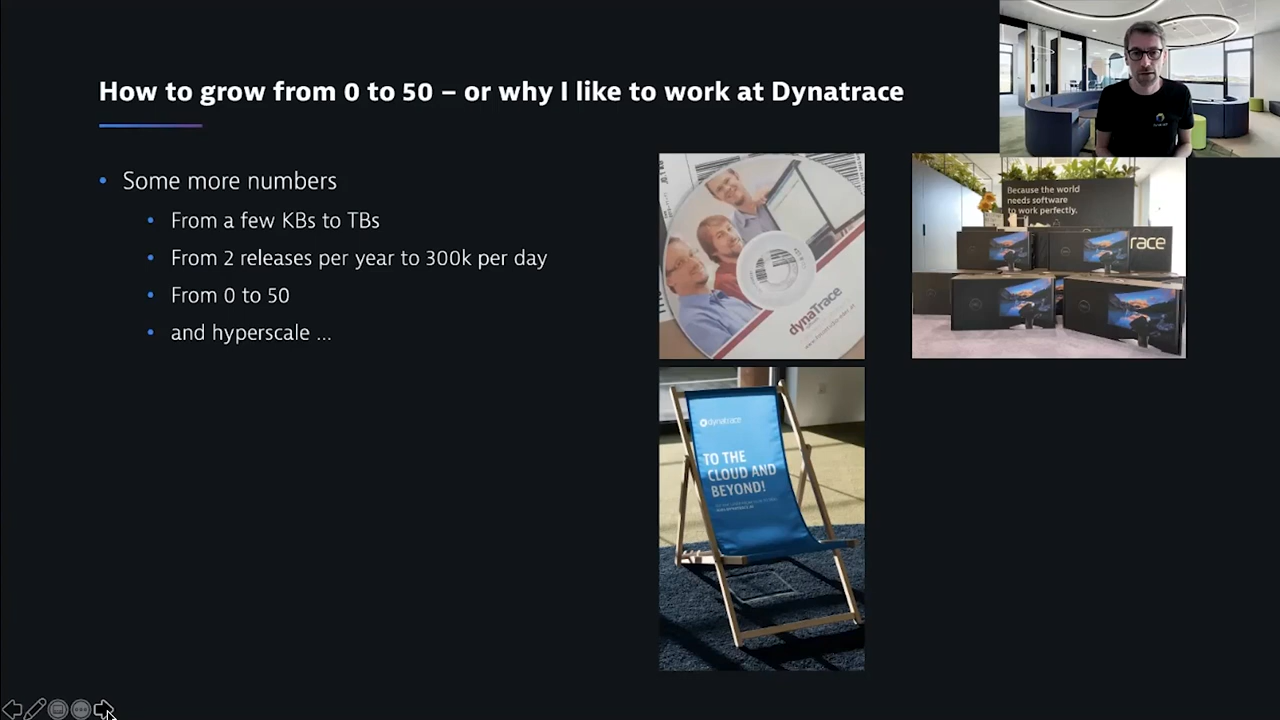 How to grow from 0 to 50 – or why I like to work at Dynatrace
Some more numbers
From a few KBs to TBs
From 2 releases per year to 300k per day
From 0 to 50
and hyperscale ...
dynaTrace
Because the world
needs software
to work perfectly.
race
dynatrace
TO THE
CLOUD AND
BEYOND!